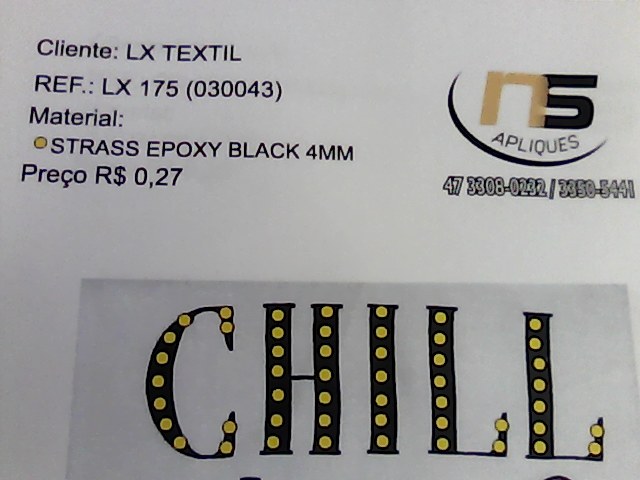 Cliente: LX TEXTIL
REF.: LX 175 (030043)
Material:
STRASS EPOXY BLACK 4MM
Preço R$ 0,27
ns
APLIQUES
47 3308-0232 / 3350-5441
CHILL